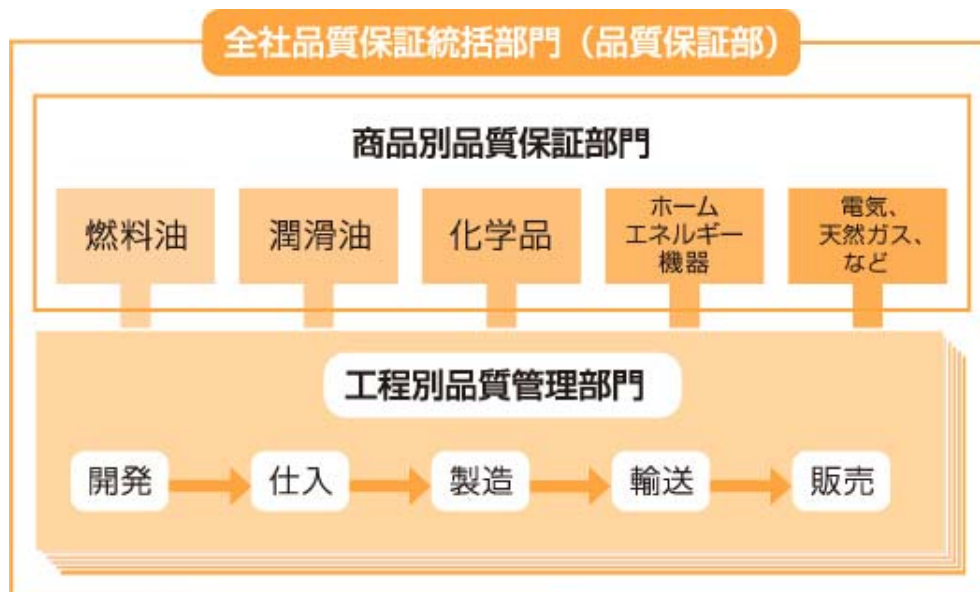 全社品質保証統括部門（品質保証部）
商品別品質保証部門
燃料油
潤滑油
化学品
ホーム
エネルギー
機器
電気、
天然ガス、
など
工程別品質管理部門
開発
仕入
製造
輸送
販売